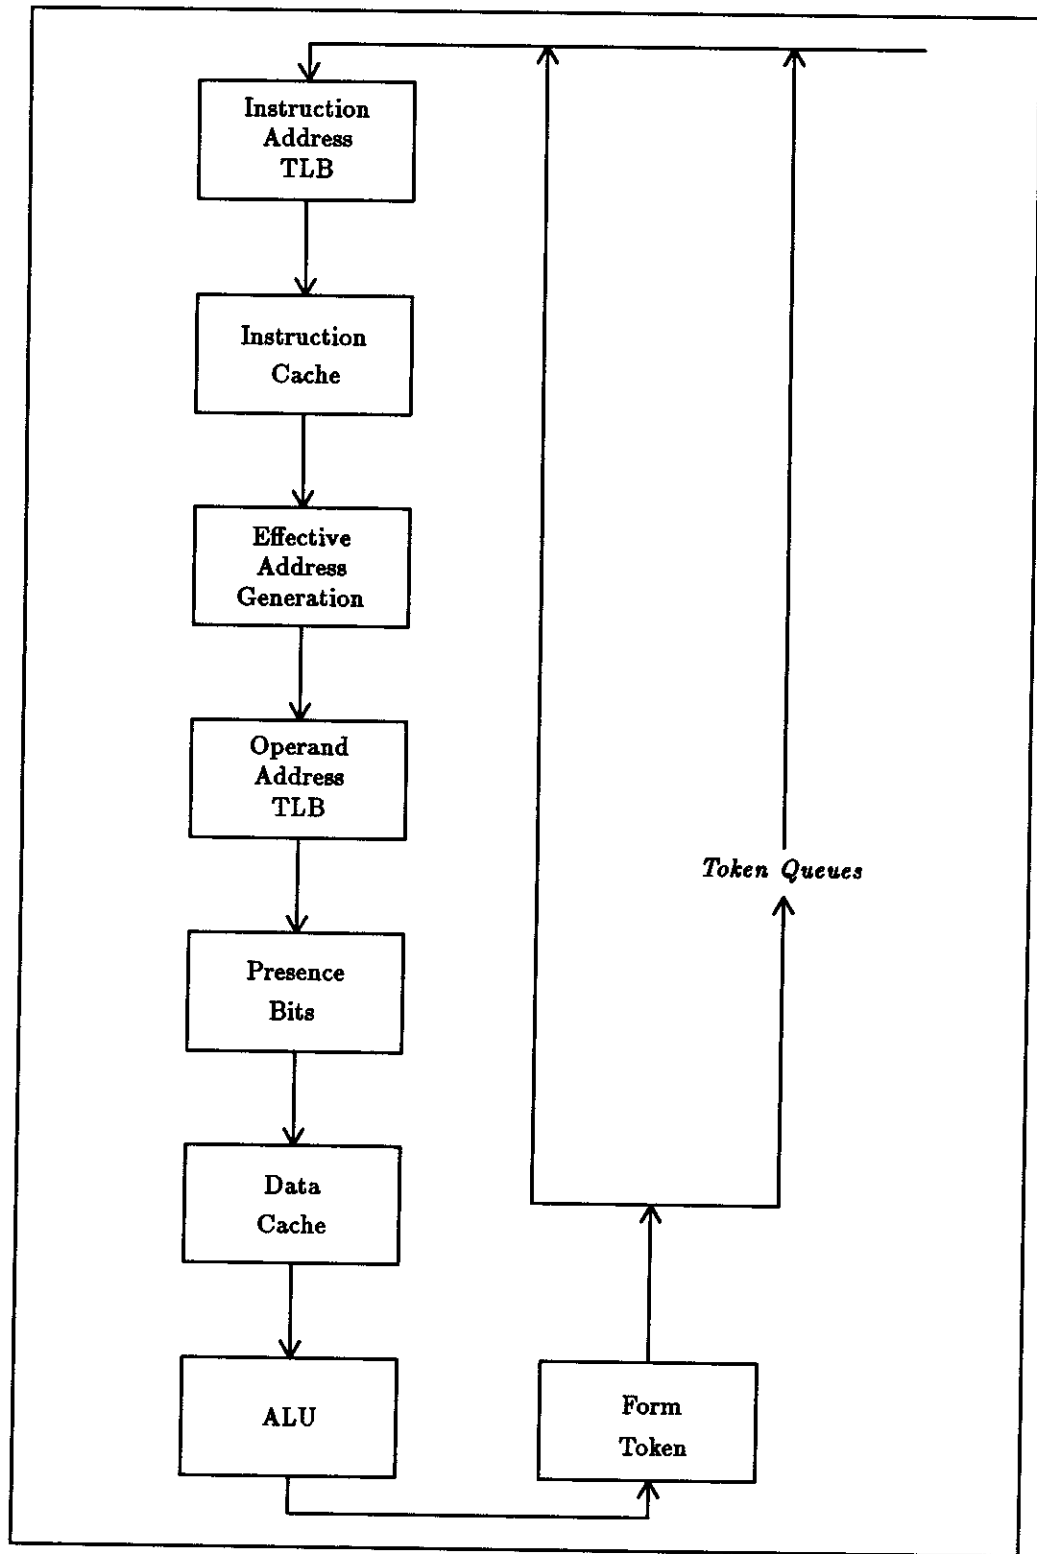 Instruction
Address
TLB
Instruction
Cache
Effective
Address
Generation
Operand
Address
TLB
Token Queues
Presence
Bits
Data
Cache
ALU
Form
Token